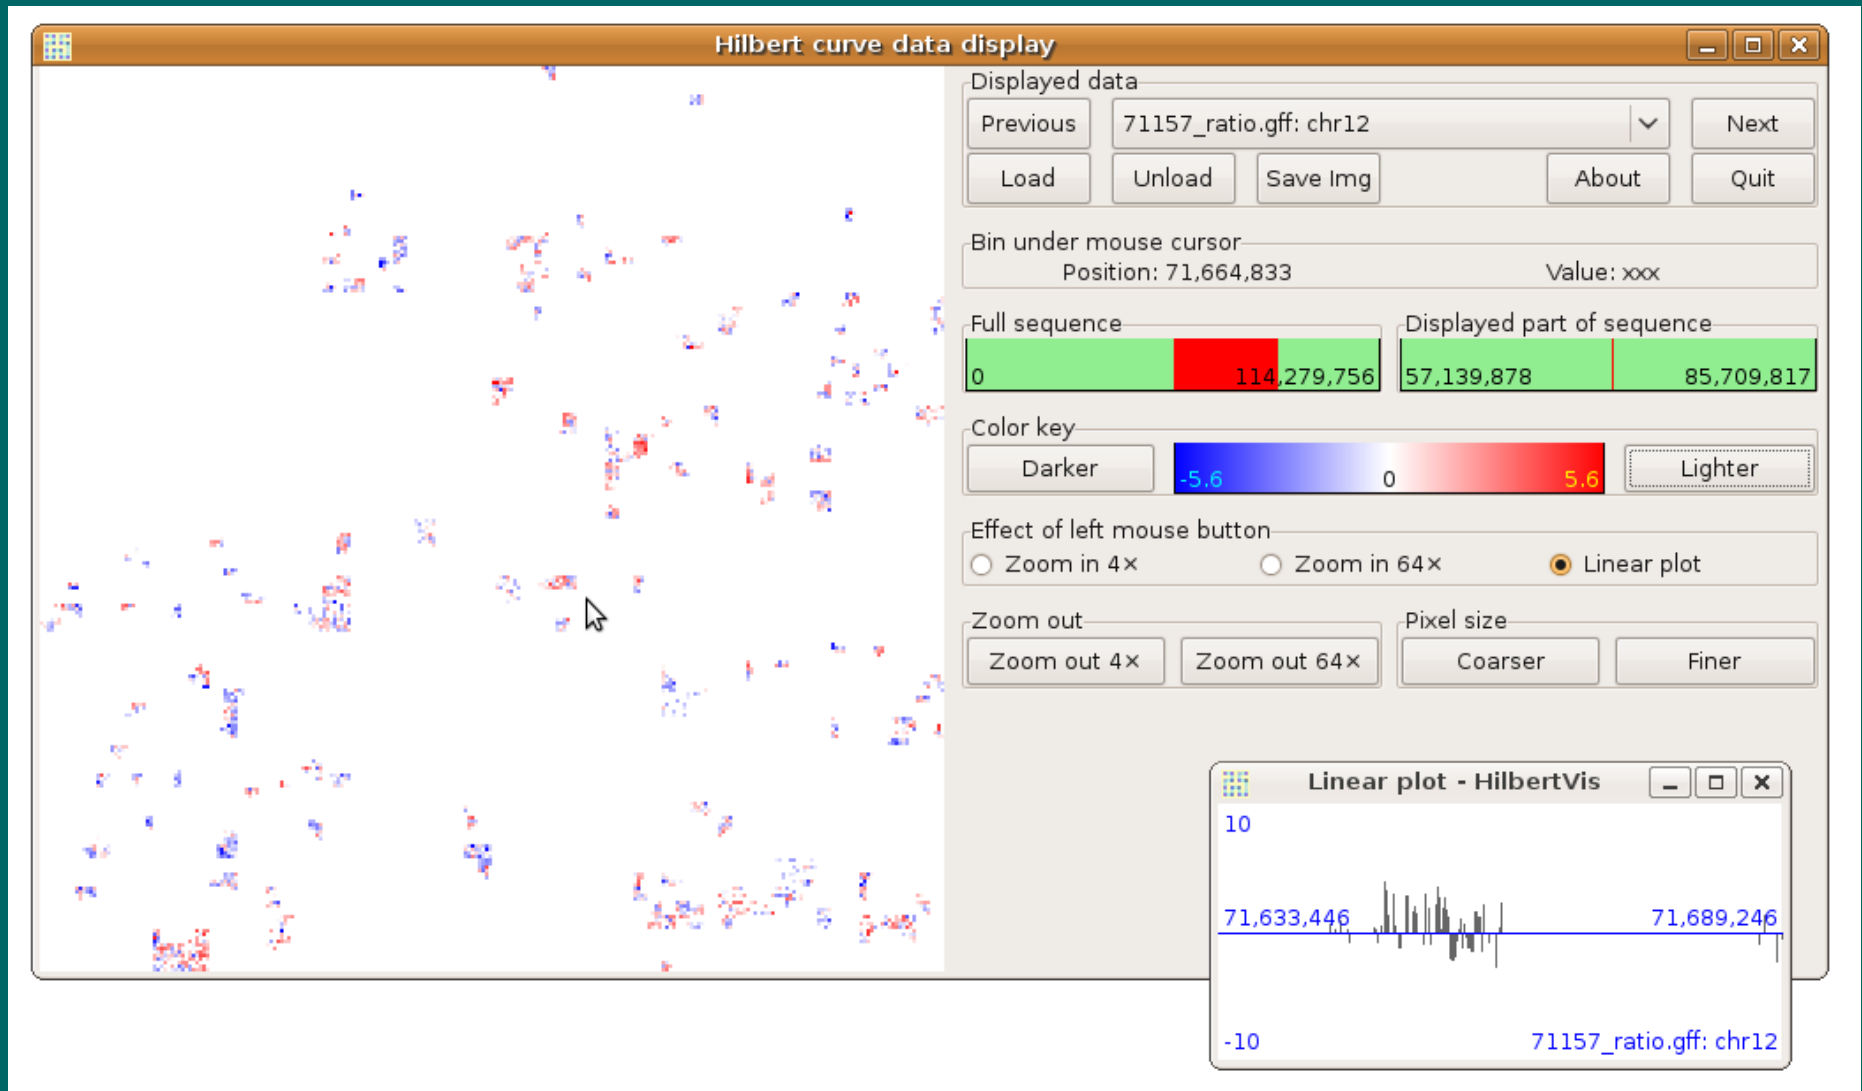 Hilbert curve data display
Displayed data
Previous
71157_ratio.gff: chr12
Next
Load
Unload
Save Img
About
Quit
Bin under mouse cursor
Position: 71,664,833
Value: xxx
Full sequence
0
114,279,756
Displayed part of sequence
57,139,878
85,709,817
Color key
Darker
-5.6
0
5.6
Lighter
Effect of left mouse button
Zoom in 4×
Zoom in 64×
Linear plot
Zoom out
Zoom out 4×
Zoom out 64×
Pixel size
Coarser
Finer
Linear plot - HilbertVis
10
71,633,446
71,689,246
-10
71157_ratio.gff: chr12